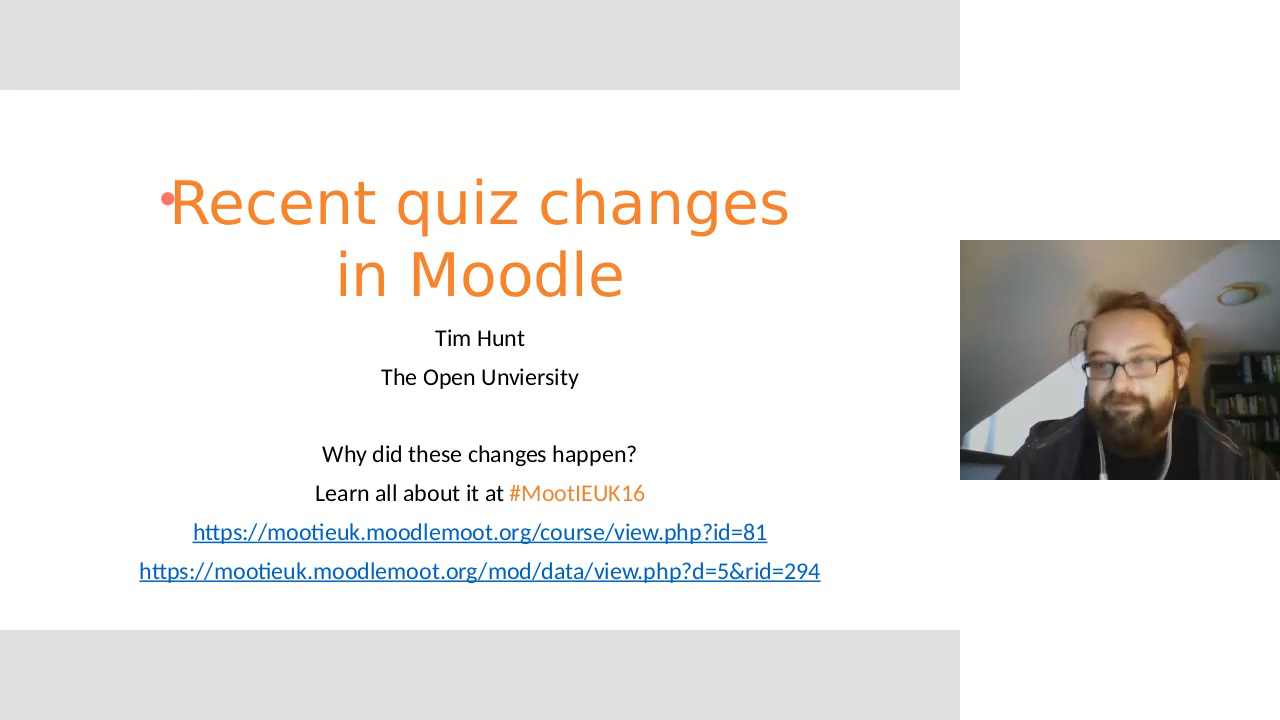 Recent quiz changes
in Moodle
Tim Hunt
The Open Unviersity
Why did these changes happen?
Learn all about it at #MootIEUK16
https://mootieuk.moodlemoot.org/course/view.php?id=81
https://mootieuk.moodlemoot.org/mod/data/view.php?d=5&rid=294